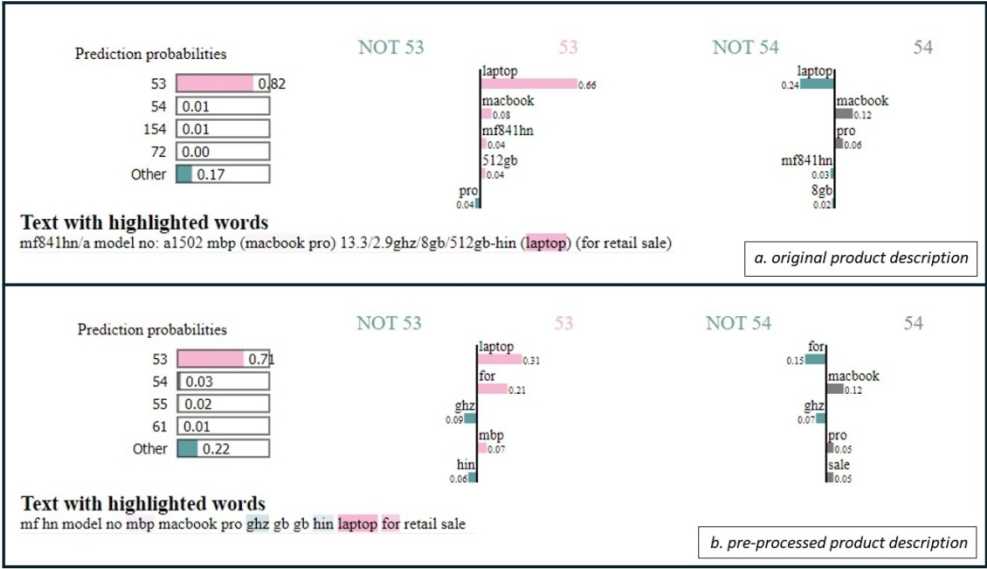 Prediction probabilities
53 0.82
54 0.01
154 0.01
72 0.00
Other 0.17
NOT 53 53
laptop
0.66
macbook
0.08
mf841hn
0.04
512gb
0.04
pro
0.04
NOT 54 54
laptop
0.24
macbook
0.12
pro
0.06
mf841hn
0.03
8gb
0.02
Text with highlighted words
mf841hn/a model no: a1502 mbp (macbook pro) 13.3/2.9ghz/8gb/512gb-hin (laptop) (for retail sale)
a. original product description
Prediction probabilities
53 0.71
54 0.03
55 0.02
61 0.01
Other 0.22
NOT 53 53
laptop
0.31
for
0.21
ghz
0.09
mbp
0.07
hin
0.06
NOT 54 54
for
0.15
macbook
0.12
ghz
0.07
pro
0.05
sale
0.05
Text with highlighted words
mf hn model no mbp macbook pro ghz gb gb hin laptop for retail sale
b. pre-processed product description